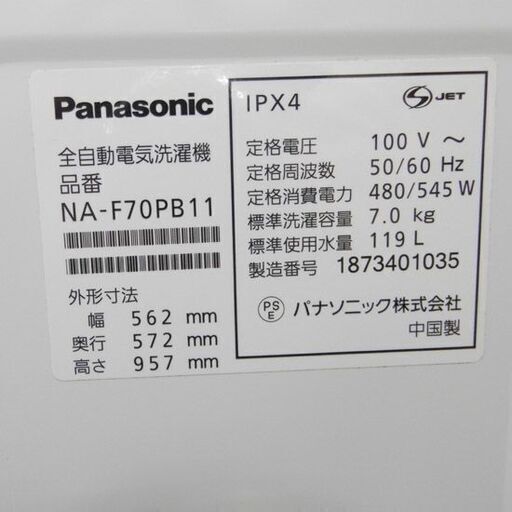 Panasonic
全自動電気洗濯機
品番
NA-F70PB11
外形寸法
幅 562 mm
奥行 572 mm
高さ 957 mm
IPX4
S JET
定格電圧 100 V ～
定格周波数 50/60 Hz
定格消費電力 480/545 W
標準洗濯容量 7.0 kg
標準使用水量 119 L
製造番号 1873401035
PS
E
パナソニック株式会社
中国製